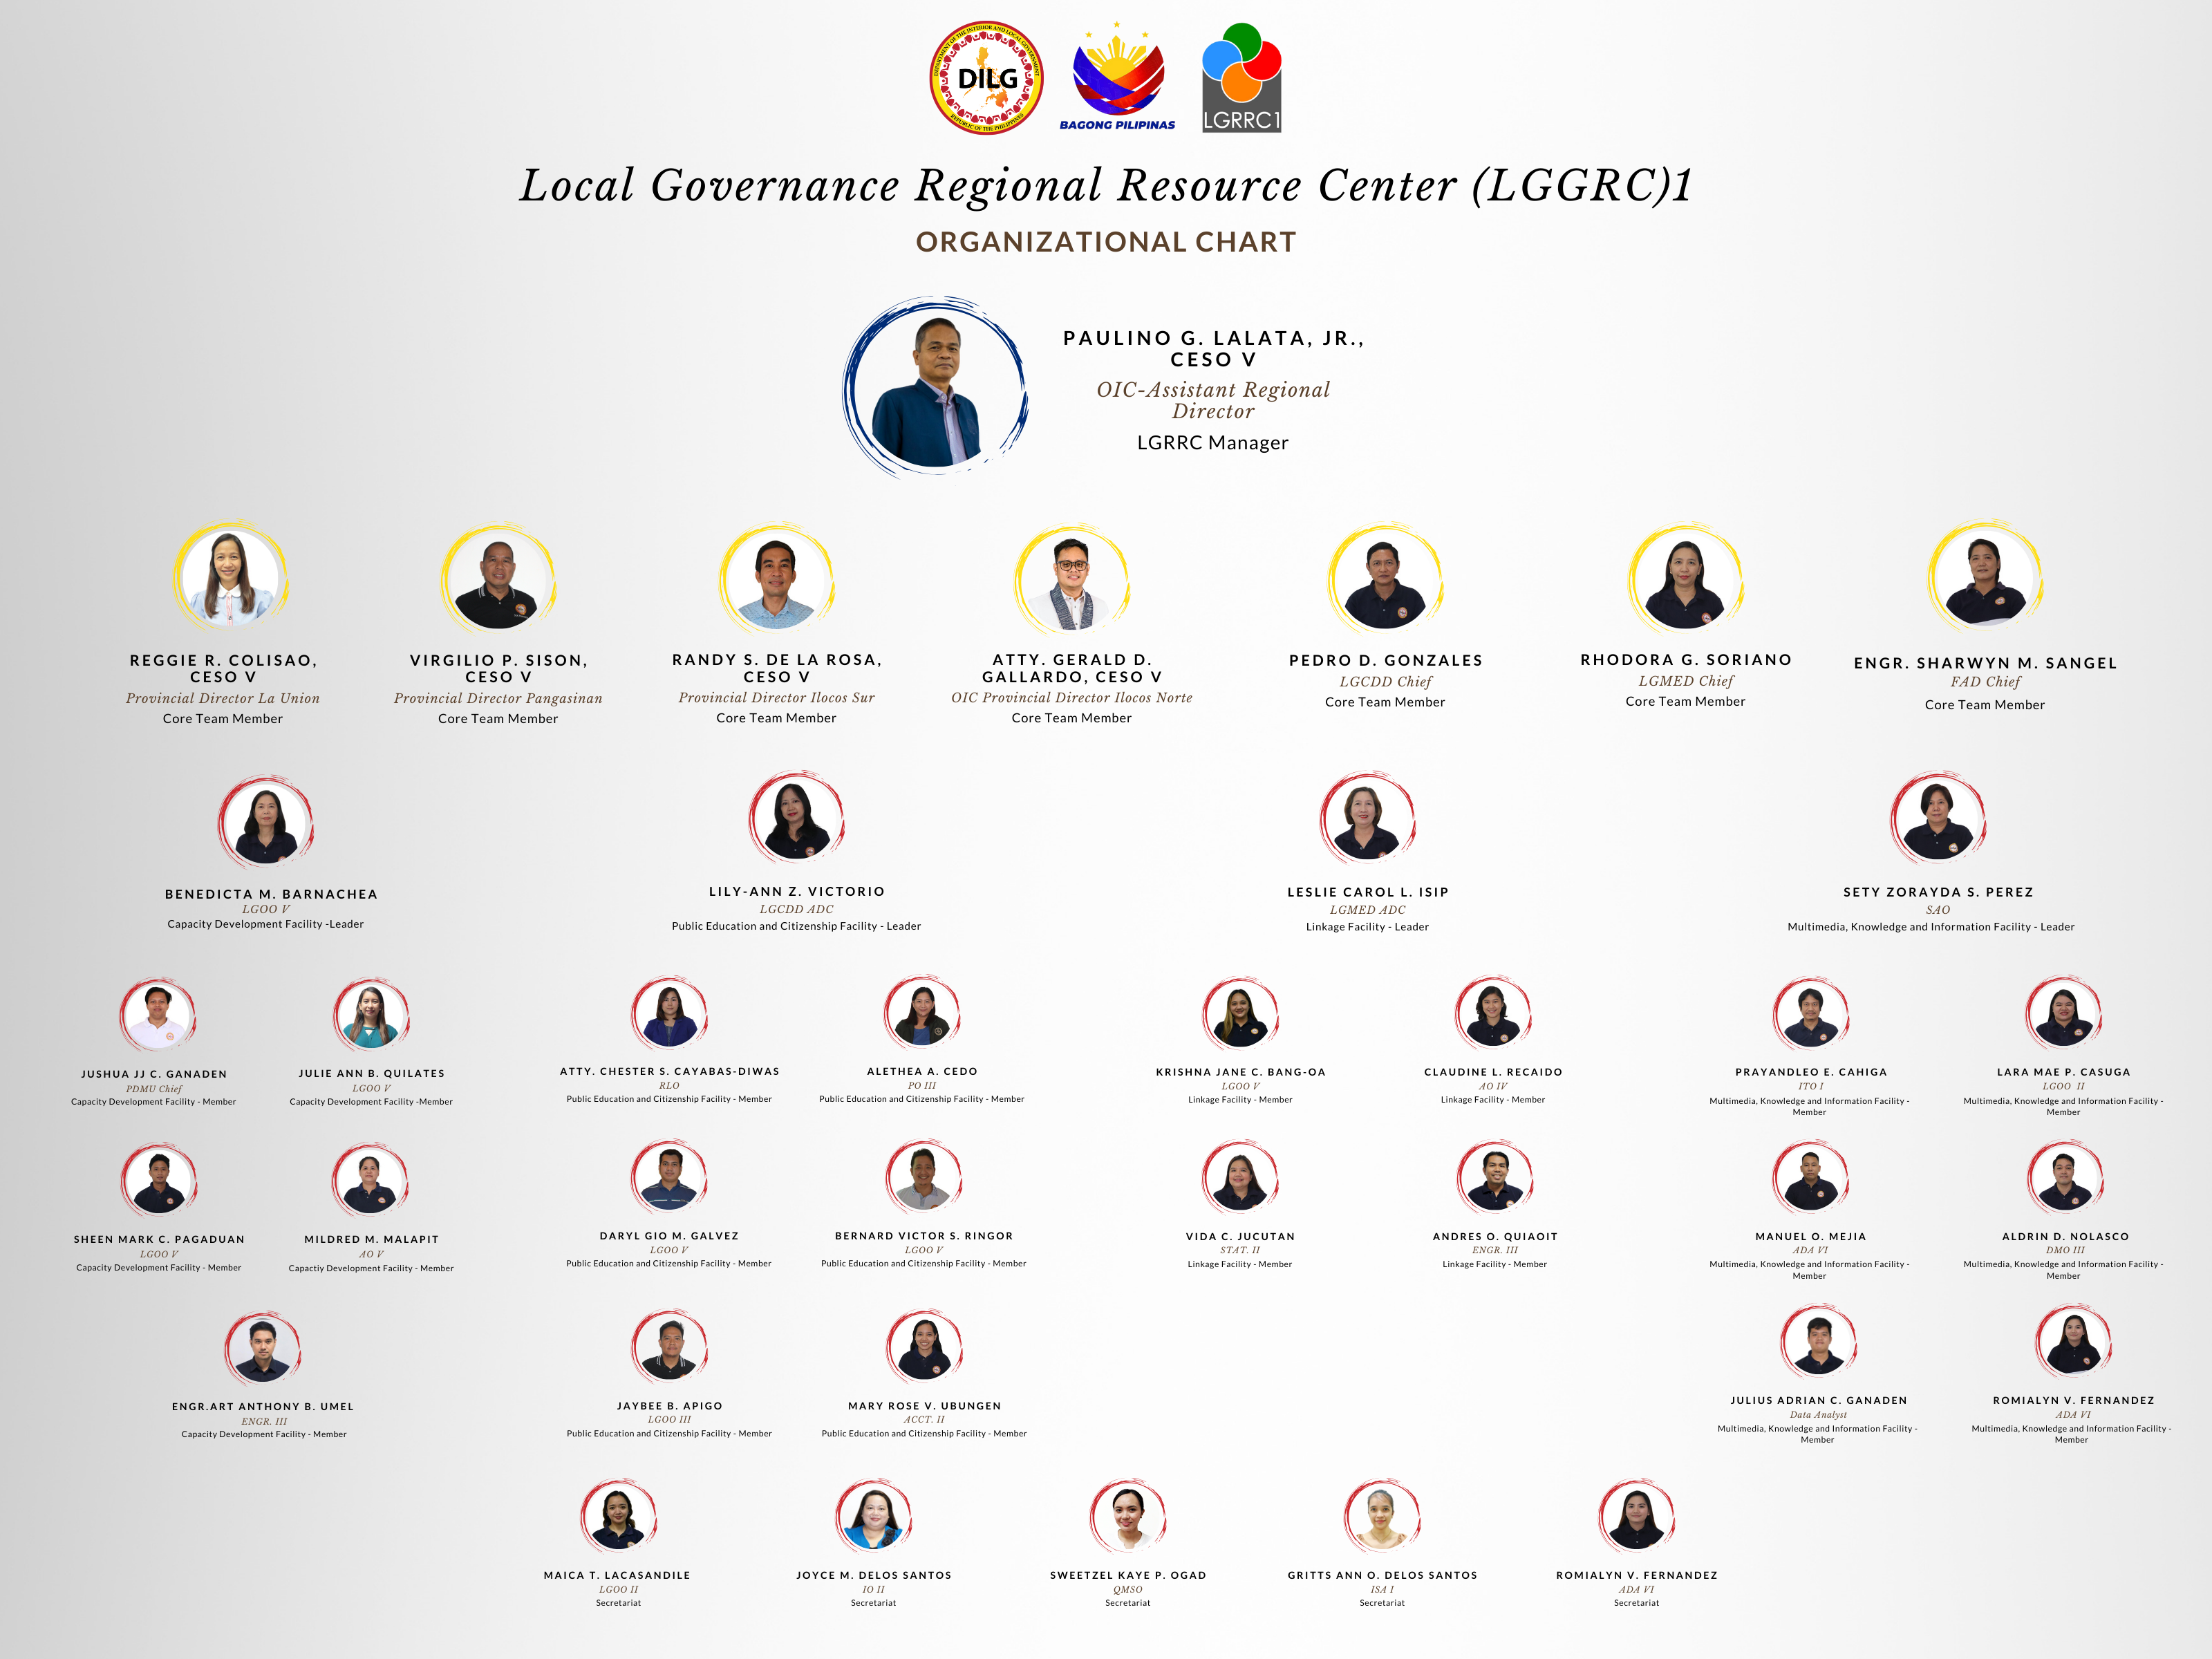 DEPARTMENT OF THE INTERIOR AND LOCAL GOVERNMENT
DILG
REPUBLIC OF THE PHILIPPINES
BAGONG PILIPINAS
LGRRC1
Local Governance Regional Resource Center (LGGRC)1
ORGANIZATIONAL CHART
PAULINO G. LALATA, JR.,
CESO V
OIC-Assistant Regional
Director
LGRRC Manager
REGGIE R. COLISAO,
CESO V
Provincial Director La Union
Core Team Member
VIRGILIO P. SISON,
CESO V
Provincial Director Pangasinan
Core Team Member
RANDY S. DE LA ROSA,
CESO V
Provincial Director Ilocos Sur
Core Team Member
ATTY. GERALD D.
GALLARDO, CESO V
OIC Provincial Director Ilocos Norte
Core Team Member
PEDRO D. GONZALES
LGCDD Chief
Core Team Member
RHODORA G. SORIANO
LGMED Chief
Core Team Member
ENGR. SHARWYN M. SANGEL
FAD Chief
Core Team Member
BENEDICTA M. BARNACHEA
LGOO V
Capacity Development Facility -Leader
LILY-ANN Z. VICTORIO
LGCDD ADC
Public Education and Citizenship Facility - Leader
LESLIE CAROL L. ISIP
LGMED ADC
Linkage Facility - Leader
SETY ZORAYDA S. PEREZ
SAO
Multimedia, Knowledge and Information Facility - Leader
JUSHUA JJ C. GANADEN
PDMU Chief
Capacity Development Facility - Member
JULIE ANN B. QUILATES
LGOO V
Capacity Development Facility -Member
ATTY. CHESTER S. CAYABAS-DIWAS
RLO
Public Education and Citizenship Facility - Member
ALETHEA A. CEDO
PO III
Public Education and Citizenship Facility - Member
KRISHNA JANE C. BANG-OA
LGOO V
Linkage Facility - Member
CLAUDINE L. RECAIDO
AO IV
Linkage Facility - Member
PRAYANDLEO E. CAHIGA
ITO I
Multimedia, Knowledge and Information Facility -
Member
LARA MAE P. CASUGA
LGOO II
Multimedia, Knowledge and Information Facility -
Member
SHEEN MARK C. PAGADUAN
LGOO V
Capacity Development Facility - Member
MILDRED M. MALAPIT
AO V
Capactiy Development Facility - Member
DARYL GIO M. GALVEZ
LGOO V
Public Education and Citizenship Facility - Member
BERNARD VICTOR S. RINGOR
LGOO V
Public Education and Citizenship Facility - Member
VIDA C. JUCUTAN
STAT. II
Linkage Facility - Member
ANDRES O. QUIAOIT
ENGR. III
Linkage Facility - Member
MANUEL O. MEJIA
ADA VI
Multimedia, Knowledge and Information Facility -
Member
ALDRIN D. NOLASCO
DMO III
Multimedia, Knowledge and Information Facility -
Member
ENGR.ART ANTHONY B. UMEL
ENGR. III
Capacity Development Facility - Member
JAYBEE B. APIGO
LGOO III
Public Education and Citizenship Facility - Member
MARY ROSE V. UBUNGEN
ACCT. II
Public Education and Citizenship Facility - Member
JULIUS ADRIAN C. GANADEN
Data Analyst
Multimedia, Knowledge and Information Facility -
Member
ROMIALYN V. FERNANDEZ
ADA VI
Multimedia, Knowledge and Information Facility -
Member
MAICA T. LACASANDILE
LGOO II
Secretariat
JOYCE M. DELOS SANTOS
IO II
Secretariat
SWEETZEL KAYE P. OGAD
QMSO
Secretariat
GRITTS ANN O. DELOS SANTOS
ISA I
Secretariat
ROMIALYN V. FERNANDEZ
ADA VI
Secretariat